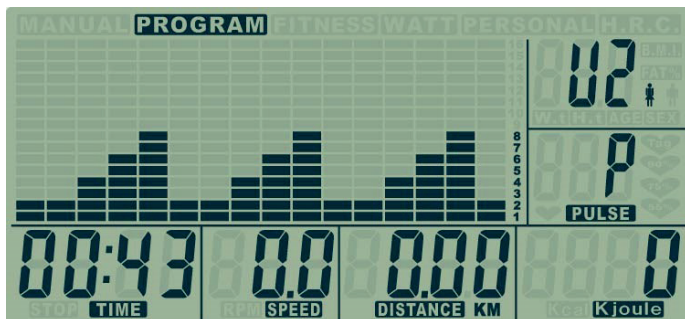 MANUAL PROGRAM FITNESS WATT PERSONAL H.R.C.
B.M.I.
FAT%
U2
W.t H.t AGE SEX
8
7
6
5
4
3
2
1
P
PULSE
00:43 0.0 0.00 0
STOP TIME RPM SPEED DISTANCE KM Kcal Kjoule